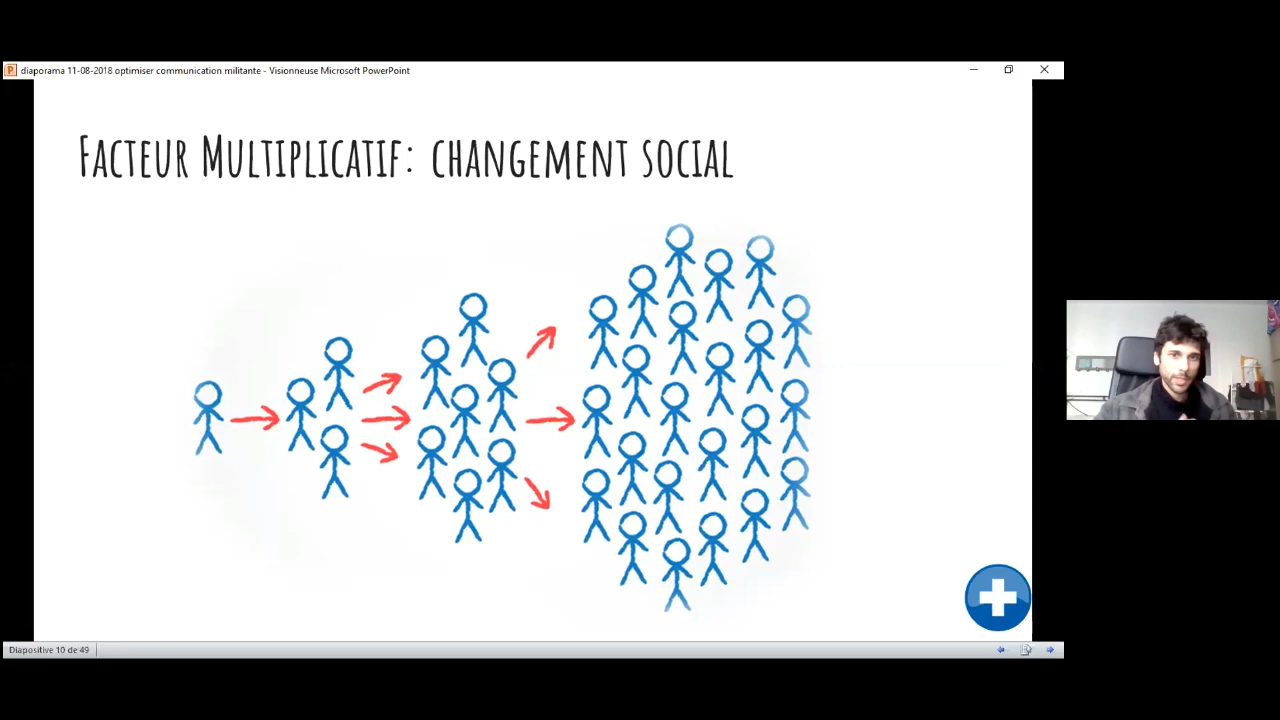 diaporama 11-08-2018 optimiser communication militante - Visionneuse Microsoft PowerPoint
Facteur Multiplicatif: changement social
Diapositive 10 de 49